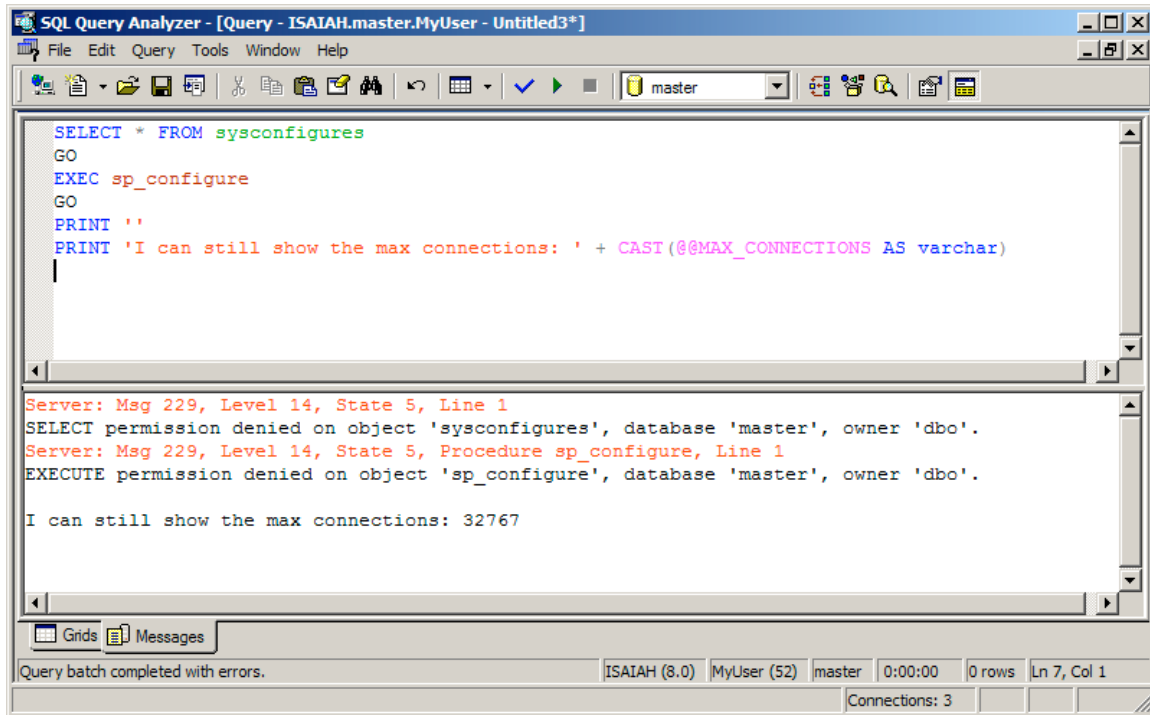 SQL Query Analyzer - [Query - ISAIAH.master.MyUser - Untitled3*]
File Edit Query Tools Window Help
master
SELECT * FROM sysconfigures
GO
EXEC sp_configure
GO
PRINT ''
PRINT 'I can still show the max connections: ' + CAST(@@MAX_CONNECTIONS AS varchar)
Server: Msg 229, Level 14, State 5, Line 1
SELECT permission denied on object 'sysconfigures', database 'master', owner 'dbo'.
Server: Msg 229, Level 14, State 5, Procedure sp_configure, Line 1
EXECUTE permission denied on object 'sp_configure', database 'master', owner 'dbo'.
I can still show the max connections: 32767
Grids Messages
Query batch completed with errors. ISAIAH (8.0) MyUser (52) master 0:00:00 0 rows Ln 7, Col 1
Connections: 3